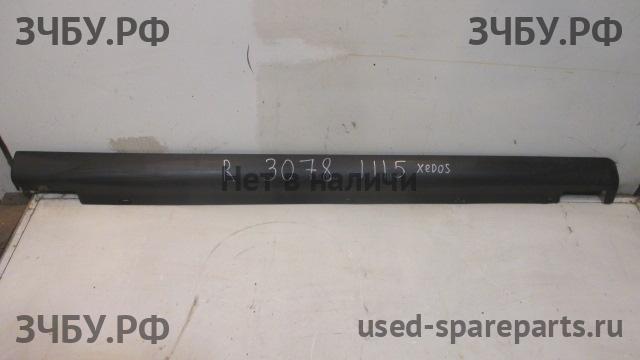 ЗЧБУ.РФ ЗЧБУ.РФ
R 3078 1115 XEDOS
Нет в наличии
ЗЧБУ.РФ used-spareparts.ru